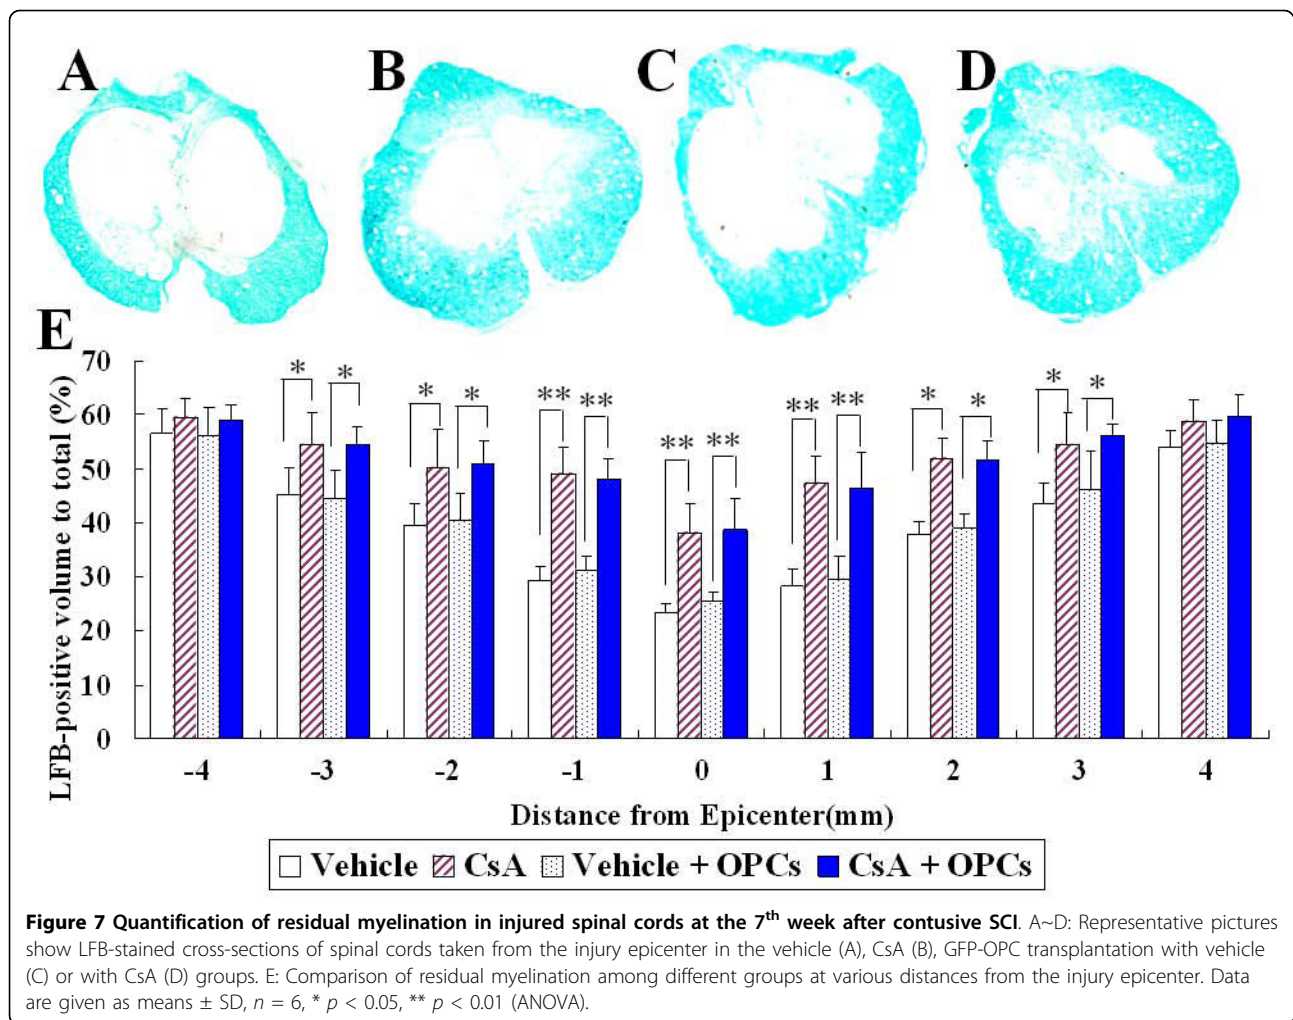 A B C D
E
LFB-positive volume to total (%)
70
60
50
40
30
20
10
0
* * * * ** ** ** ** ** ** * * * *
-4 -3 -2 -1 0 1 2 3 4
Distance from Epicenter(mm)
Vehicle CsA Vehicle + OPCs CsA + OPCs
Figure 7 Quantification of residual myelination in injured spinal cords at the 7th week after contusive SCI. A~D: Representative pictures
show LFB-stained cross-sections of spinal cords taken from the injury epicenter in the vehicle (A), CsA (B), GFP-OPC transplantation with vehicle
(C) or with CsA (D) groups. E: Comparison of residual myelination among different groups at various distances from the injury epicenter. Data
are given as means ± SD, n = 6, * p < 0.05, ** p < 0.01 (ANOVA).